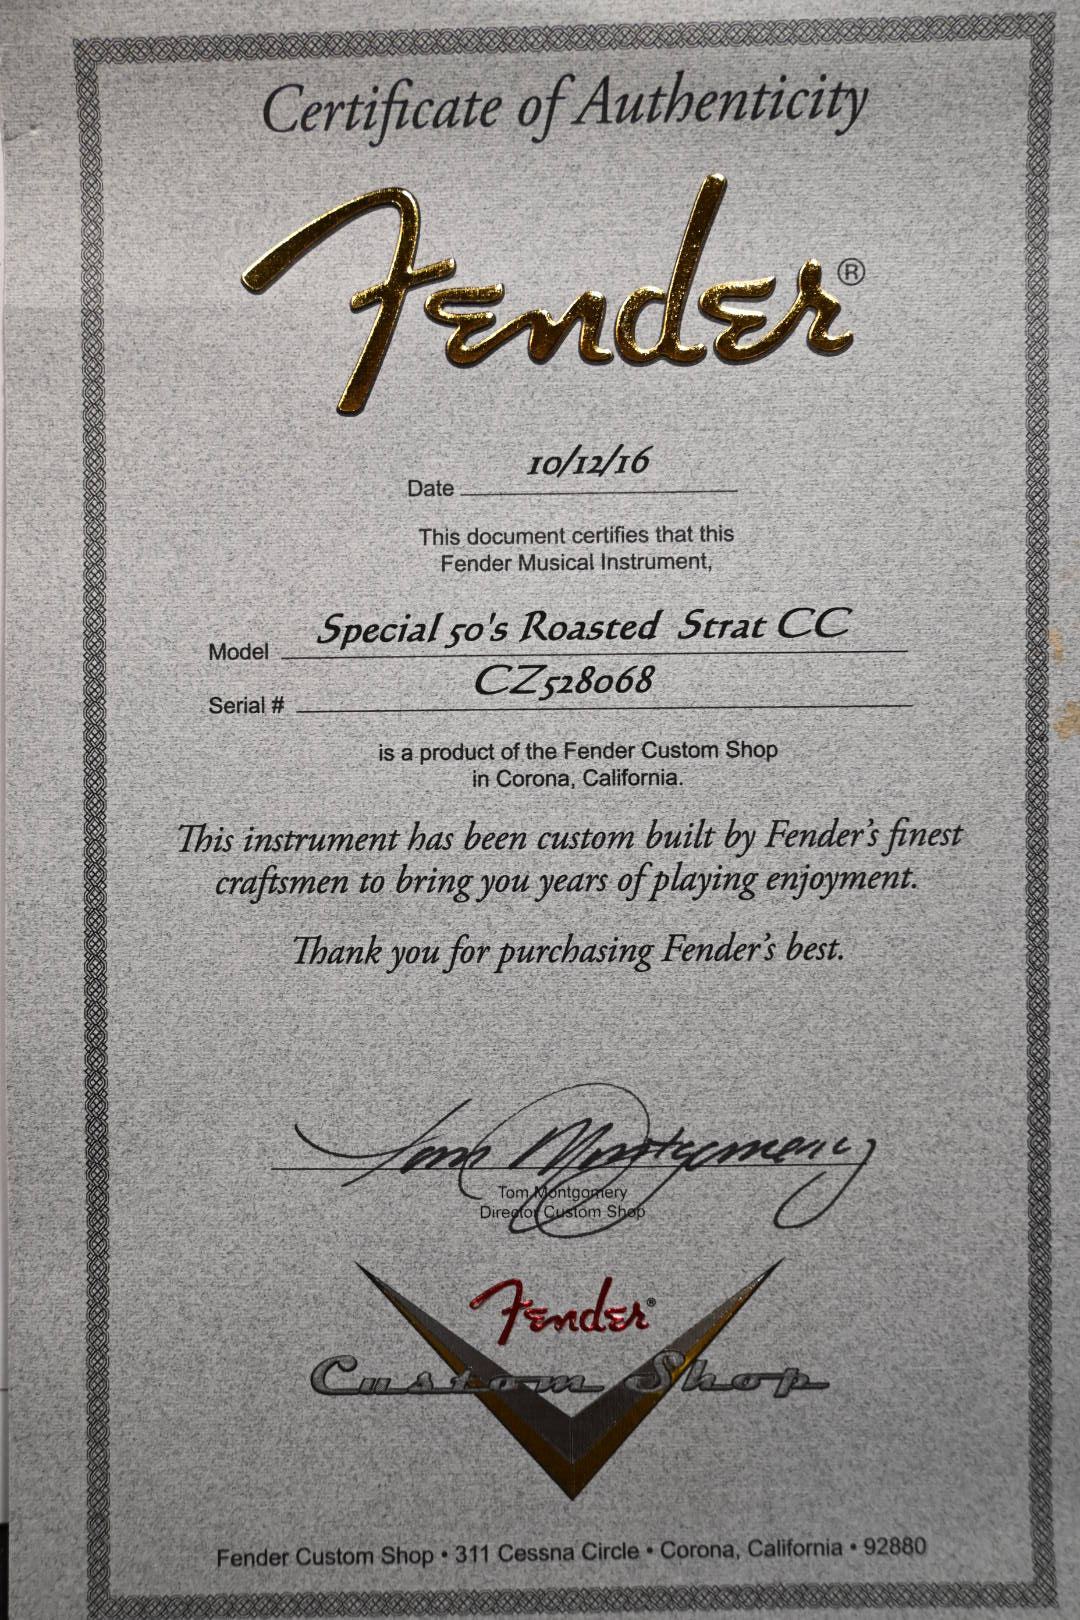 Certificate of Authenticity
Fender®
Date 10/12/16
This document certifies that this
Fender Musical Instrument,
Model Special 50's Roasted Strat CC
Serial # CZ528068
is a product of the Fender Custom Shop
in Corona, California.
This instrument has been custom built by Fender's finest
craftsmen to bring you years of playing enjoyment.
Thank you for purchasing Fender's best.
Tom Montgomery
Tom Montgomery
Director Custom Shop
Fender®
Custom Shop
Fender Custom Shop • 311 Cessna Circle • Corona, California • 92880